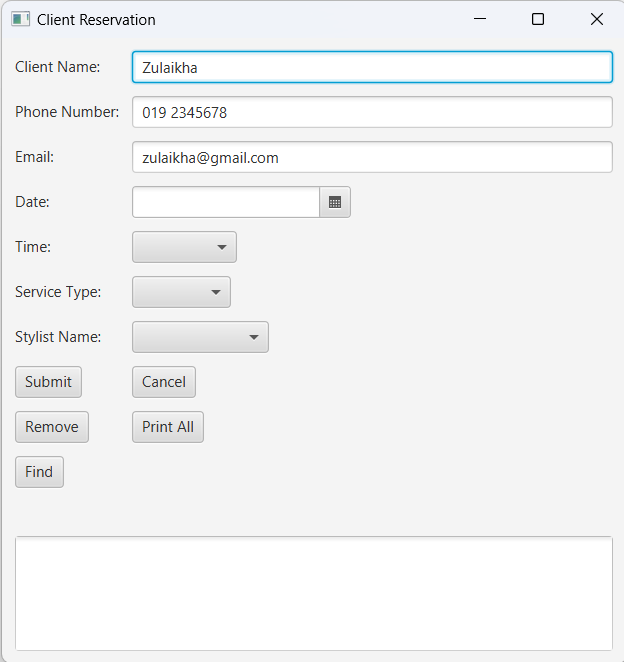 Client Reservation
Client Name: Zulaikha
Phone Number: 019 2345678
Email: zulaikha@gmail.com
Date:
Time:
Service Type:
Stylist Name:
Submit Cancel
Remove Print All
Find